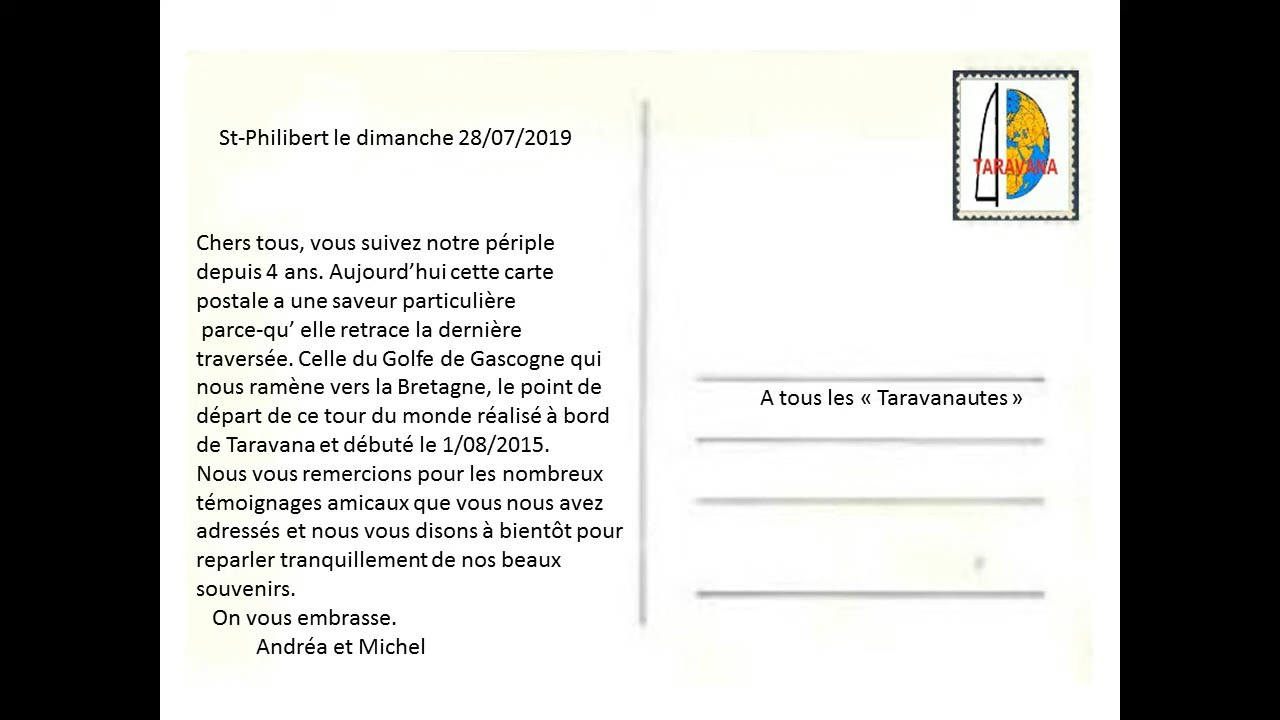 St-Philibert le dimanche 28/07/2019
TARAVANA
Chers tous, vous suivez notre périple
depuis 4 ans. Aujourd’hui cette carte
postale a une saveur particulière
parce-qu’ elle retrace la dernière
traversée. Celle du Golfe de Gascogne qui
nous ramène vers la Bretagne, le point de
départ de ce tour du monde réalisé à bord
de Taravana et débuté le 1/08/2015.
Nous vous remercions pour les nombreux
témoignages amicaux que vous nous avez
adressés et nous vous disons à bientôt pour
reparler tranquillement de nos beaux
souvenirs.
On vous embrasse.
Andréa et Michel
A tous les « Taravanautes »